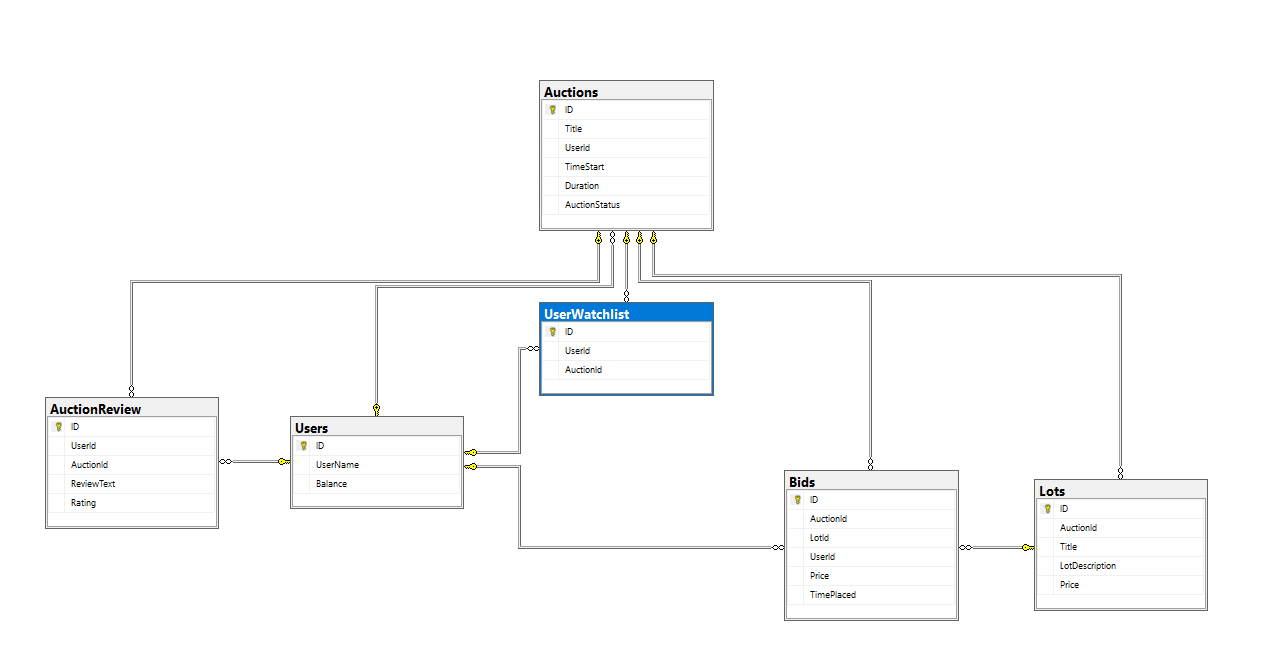 Auctions
ID
Title
UserId
TimeStart
Duration
AuctionStatus
UserWatchlist
ID
UserId
AuctionId
AuctionReview
ID
UserId
AuctionId
ReviewText
Rating
Users
ID
UserName
Balance
Bids
ID
AuctionId
LotId
UserId
Price
TimePlaced
Lots
ID
AuctionId
Title
LotDescription
Price